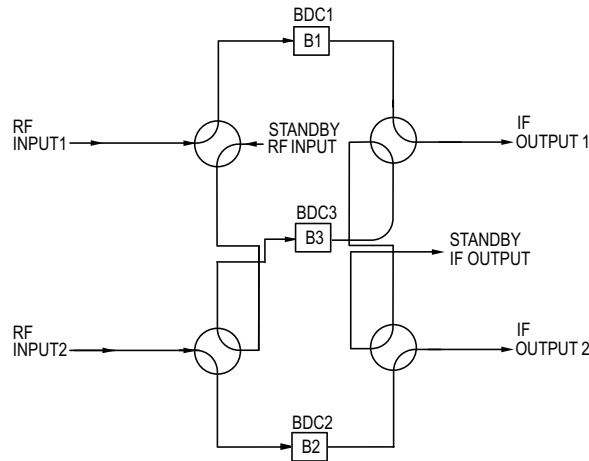 BDC1
B1
RF
INPUT1
STANDBY
RF INPUT
IF
OUTPUT 1
BDC3
B3
STANDBY
IF OUTPUT
RF
INPUT2
IF
OUTPUT 2
BDC2
B2